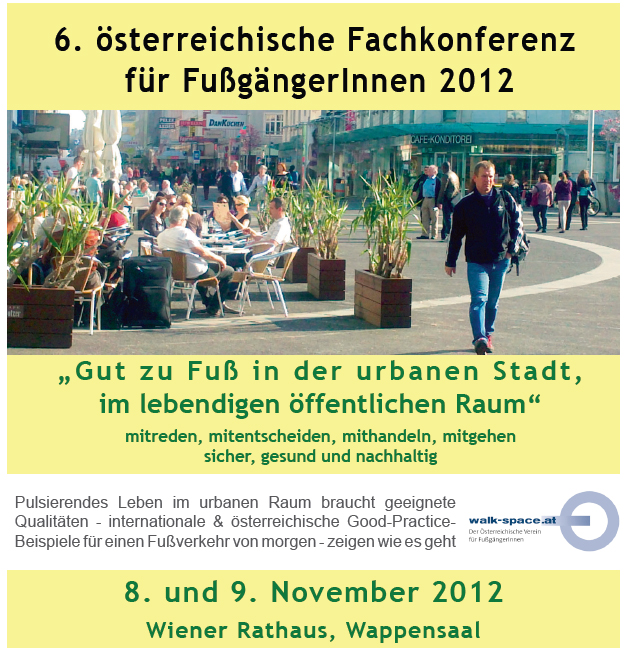 6. österreichische Fachkonferenz
für FußgängerInnen 2012
DANKÜCHEN
CAFE-KONDITOREI
„Gut zu Fuß in der urbanen Stadt,
im lebendigen öffentlichen Raum“
mitreden, mitentscheiden, mithandeln, mitgehen
sicher, gesund und nachhaltig
Pulsierendes Leben im urbanen Raum braucht geeignete
Qualitäten - internationale & österreichische Good-Practice-
Beispiele für einen Fußverkehr von morgen - zeigen wie es geht
walk-space.at
Der Österreichische Verein
für FußgängerInnen
8. und 9. November 2012
Wiener Rathaus, Wappensaal